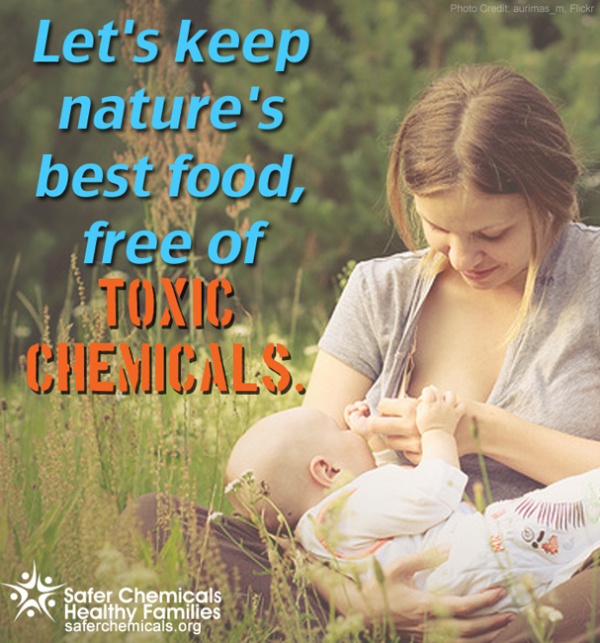 Photo Credit: aurimas_m, Flickr
Let's keep
nature's
best food,
free of
TOXIC
CHEMICALS.
Safer Chemicals
Healthy Families
saferchemicals.org